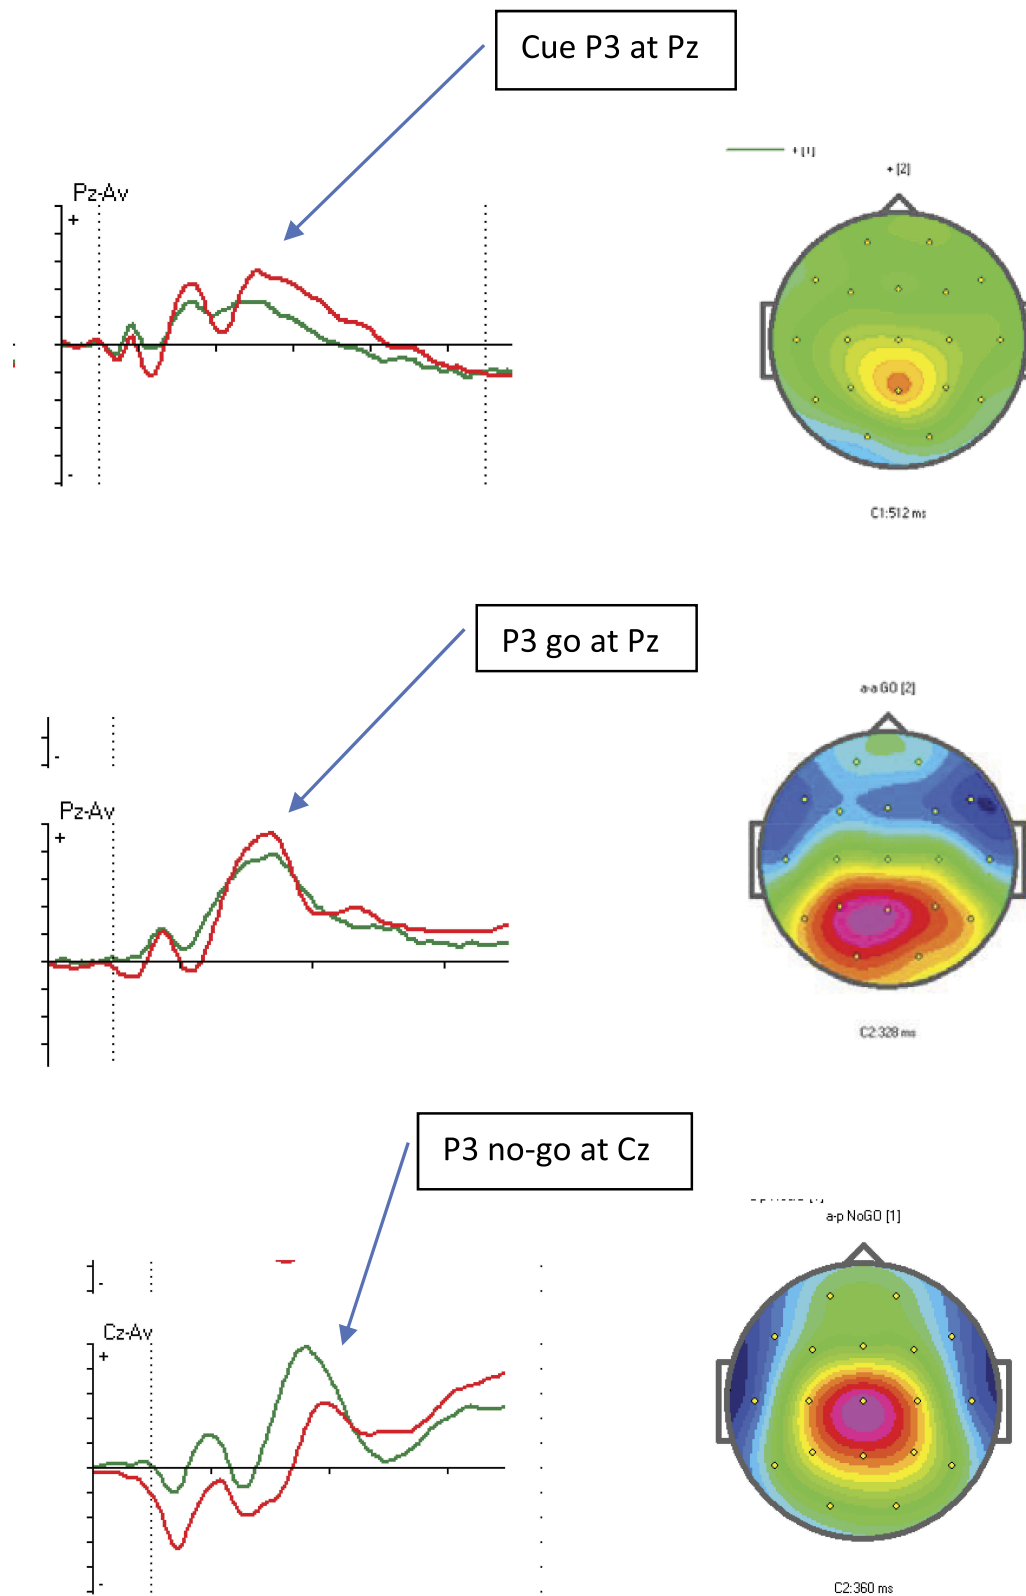 Cue P3 at Pz
+ [1]
+ [2]
Pz-Av
+
-
C1:512 ms
P3 go at Pz
a-a GO [2]
-
Pz-Av
+
C2:328 ms
P3 no-go at Cz
a-p NoGO [1]
-
Cz-Av
+
-
C2:360 ms